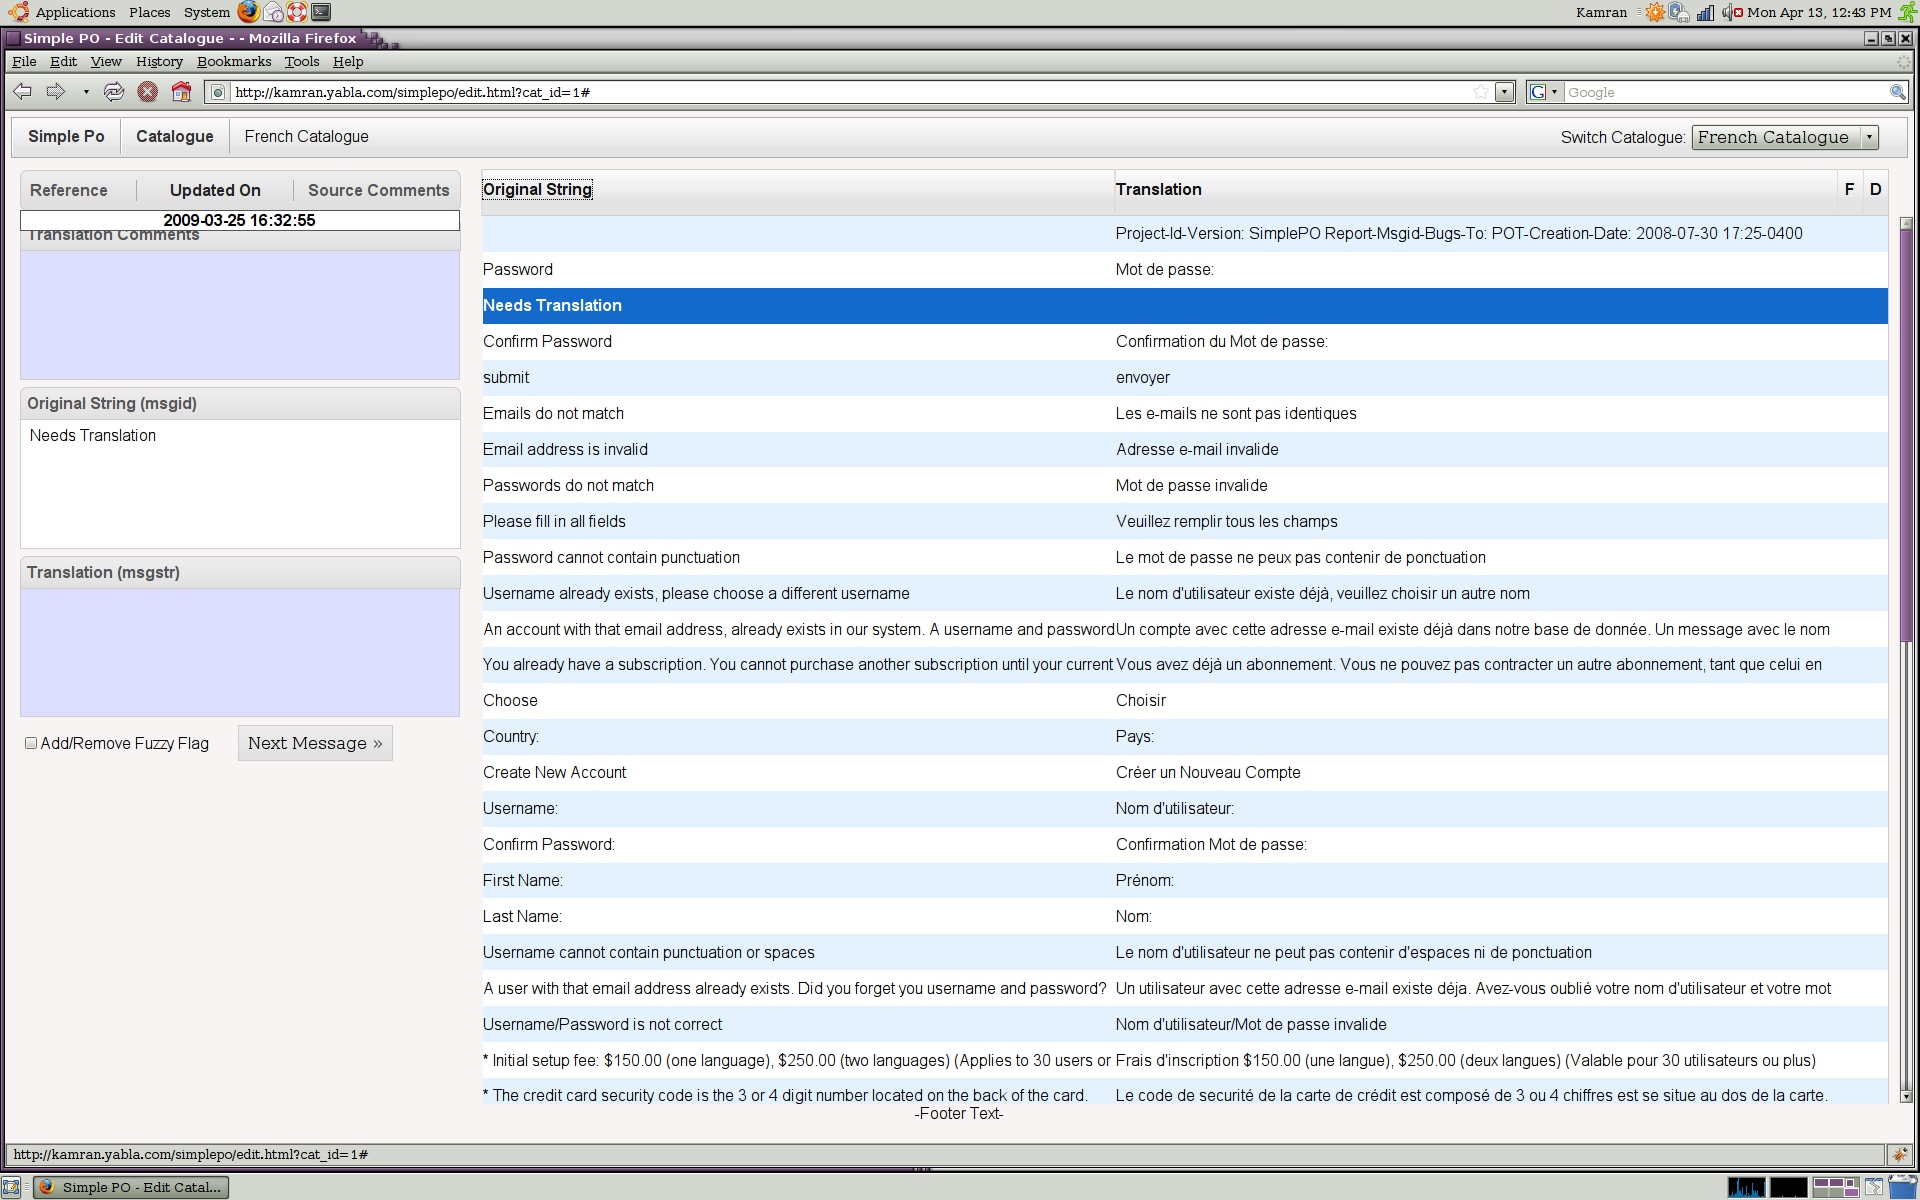 Applications Places System Kamran Mon Apr 13, 12:43 PM
Simple PO - Edit Catalogue - - Mozilla Firefox
File Edit View History Bookmarks Tools Help
http://kamran.yabla.com/simplepo/edit.html?cat_id=1# G Google
Simple Po Catalogue French Catalogue Switch Catalogue: French Catalogue
Reference Updated On Source Comments
2009-03-25 16:32:55
Translation Comments
Original String (msgid)
Needs Translation
Translation (msgstr)
Add/Remove Fuzzy Flag Next Message »
Original String Translation F D
Project-Id-Version: SimplePO Report-Msgid-Bugs-To: POT-Creation-Date: 2008-07-30 17:25-0400
Password Mot de passe:
Needs Translation
Confirm Password Confirmation du Mot de passe:
submit envoyer
Emails do not match Les e-mails ne sont pas identiques
Email address is invalid Adresse e-mail invalide
Passwords do not match Mot de passe invalide
Please fill in all fields Veuillez remplir tous les champs
Password cannot contain punctuation Le mot de passe ne peux pas contenir de ponctuation
Username already exists, please choose a different username Le nom d'utilisateur existe déjà, veuillez choisir un autre nom
An account with that email address, already exists in our system. A username and password Un compte avec cette adresse e-mail existe déjà dans notre base de donnée. Un message avec le nom
You already have a subscription. You cannot purchase another subscription until your current Vous avez déjà un abonnement. Vous ne pouvez pas contracter un autre abonnement, tant que celui en
Choose Choisir
Country: Pays:
Create New Account Créer un Nouveau Compte
Username: Nom d'utilisateur:
Confirm Password: Confirmation Mot de passe:
First Name: Prénom:
Last Name: Nom:
Username cannot contain punctuation or spaces Le nom d'utilisateur ne peut pas contenir d'espaces ni de ponctuation
A user with that email address already exists. Did you forget you username and password? Un utilisateur avec cette adresse e-mail existe déja. Avez-vous oublié votre nom d'utilisateur et votre mot
Username/Password is not correct Nom d'utilisateur/Mot de passe invalide
* Initial setup fee: $150.00 (one language), $250.00 (two languages) (Applies to 30 users or Frais d'inscription $150.00 (une langue), $250.00 (deux langues) (Valable pour 30 utilisateurs ou plus)
* The credit card security code is the 3 or 4 digit number located on the back of the card. Le code de securité de la carte de crédit est composé de 3 ou 4 chiffres est se situe au dos de la carte.
-Footer Text-
http://kamran.yabla.com/simplepo/edit.html?cat_id=1#
Simple PO - Edit Catal...